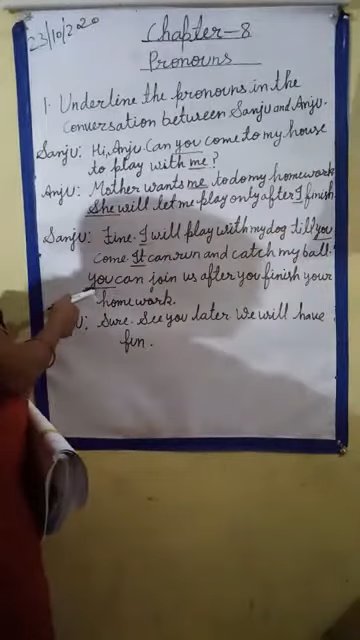 23/10/2020
Chapter-8
Pronouns
1. Underline the pronouns in the
conversation between Sanju and Anju.
Sanju: Hi, Anju. Can you come to my house
to play with me?
Anju: Mother wants me to do my homework
She will let me play only after I finish
Sanju: Fine. I will play with my dog till you
come. It can run and catch my ball.
you can join us after you finish your
homework.
U: Sure. See you later we will have
fun.